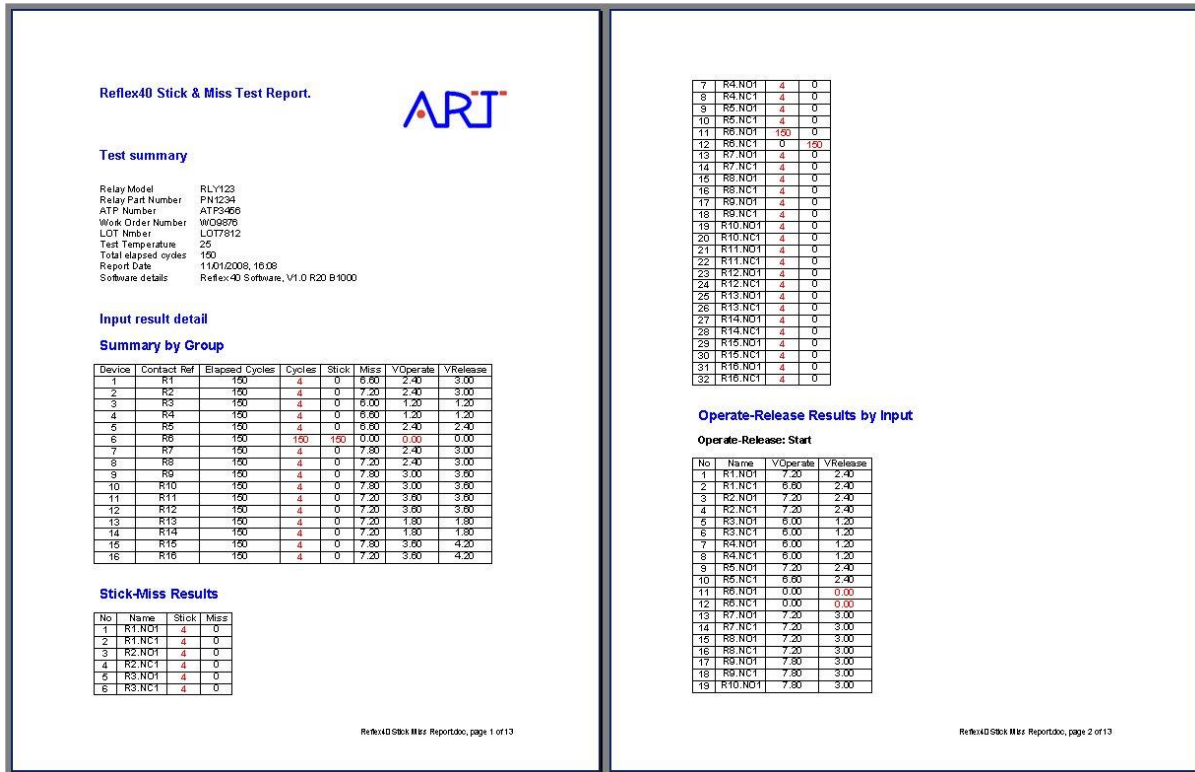 Reflex40 Stick & Miss Test Report.
ART
Test summary
Relay Model RLY123
Relay Part Number PN1234
ATP Number ATP3456
Work Order Number WO9876
LOT Nmber LOT7812
Test Temperature 25
Total elapsed cycles 150
Report Date 11/01/2008, 16:08
Software details Reflex40 Software, V1.0 R20 B1000
Input result detail
Summary by Group
Device Contact Ref Elapsed Cycles Cycles Stick Miss VOperate VRelease
1 R1 150 4 0 6.60 2.40 3.00
2 R2 150 4 0 7.20 2.40 3.00
3 R3 150 4 0 6.00 1.20 1.20
4 R4 150 4 0 6.60 1.20 1.20
5 R5 150 4 0 6.60 2.40 2.40
6 R6 150 150 150 0.00 0.00 0.00
7 R7 150 4 0 7.80 2.40 3.00
8 R8 150 4 0 7.20 2.40 3.00
9 R9 150 4 0 7.80 3.00 3.60
10 R10 150 4 0 7.80 3.00 3.60
11 R11 150 4 0 7.20 3.60 3.60
12 R12 150 4 0 7.20 3.60 3.60
13 R13 150 4 0 7.20 1.80 1.80
14 R14 150 4 0 7.20 1.80 1.80
15 R15 150 4 0 7.80 3.60 4.20
16 R16 150 4 0 7.20 3.60 4.20
Stick-Miss Results
No Name Stick Miss
1 R1.NO1 4 0
2 R1.NC1 4 0
3 R2.NO1 4 0
4 R2.NC1 4 0
5 R3.NO1 4 0
6 R3.NC1 4 0
Reflex40 Stick Miss Report.doc, page 1 of 13
7 R4.NO1 4 0
8 R4.NC1 4 0
9 R5.NO1 4 0
10 R5.NC1 4 0
11 R6.NO1 150 0
12 R6.NC1 0 150
13 R7.NO1 4 0
14 R7.NC1 4 0
15 R8.NO1 4 0
16 R8.NC1 4 0
17 R9.NO1 4 0
18 R9.NC1 4 0
19 R10.NO1 4 0
20 R10.NC1 4 0
21 R11.NO1 4 0
22 R11.NC1 4 0
23 R12.NO1 4 0
24 R12.NC1 4 0
25 R13.NO1 4 0
26 R13.NC1 4 0
27 R14.NO1 4 0
28 R14.NC1 4 0
29 R15.NO1 4 0
30 R15.NC1 4 0
31 R16.NO1 4 0
32 R16.NC1 4 0
Operate-Release Results by Input
Operate-Release: Start
No Name VOperate VRelease
1 R1.NO1 7.20 2.40
2 R1.NC1 6.60 2.40
3 R2.NO1 7.20 2.40
4 R2.NC1 7.20 2.40
5 R3.NO1 6.00 1.20
6 R3.NC1 6.00 1.20
7 R4.NO1 6.00 1.20
8 R4.NC1 6.00 1.20
9 R5.NO1 7.20 2.40
10 R5.NC1 6.60 2.40
11 R6.NO1 0.00 0.00
12 R6.NC1 0.00 0.00
13 R7.NO1 7.20 3.00
14 R7.NC1 7.20 3.00
15 R8.NO1 7.20 3.00
16 R8.NC1 7.20 3.00
17 R9.NO1 7.80 3.00
18 R9.NC1 7.80 3.00
19 R10.NO1 7.80 3.00
Reflex40 Stick Miss Report.doc, page 2 of 13